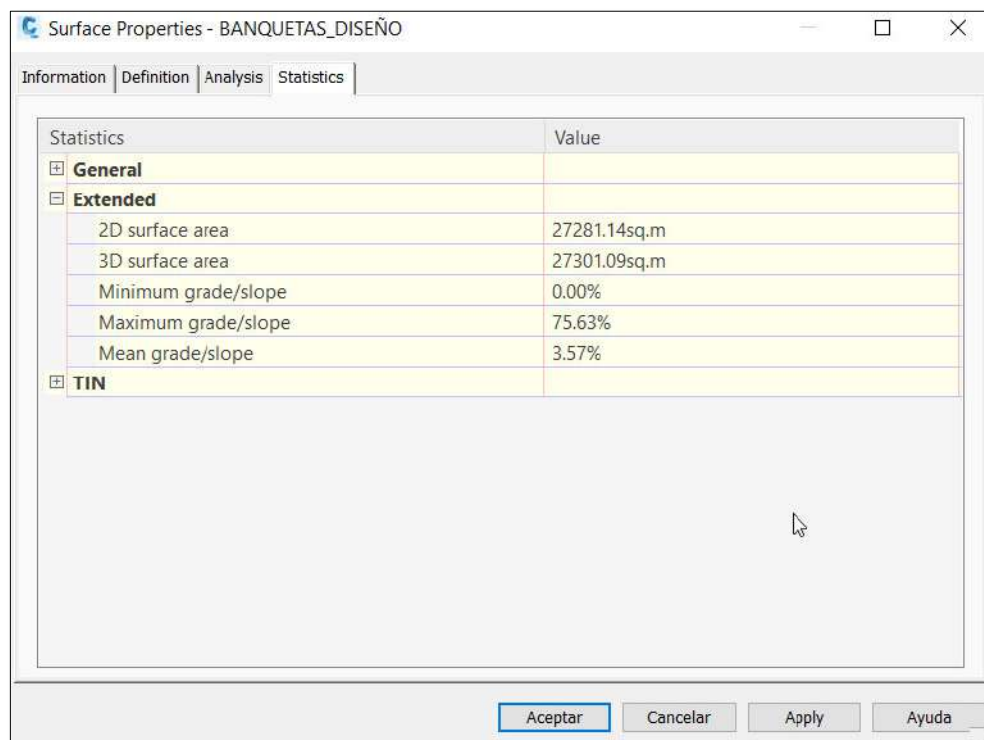 Surface Properties - BANQUETAS_DISEÑO
Information Definition Analysis Statistics
Statistics Value
General
Extended
2D surface area 27281.14sq.m
3D surface area 27301.09sq.m
Minimum grade/slope 0.00%
Maximum grade/slope 75.63%
Mean grade/slope 3.57%
TIN
Aceptar Cancelar Apply Ayuda